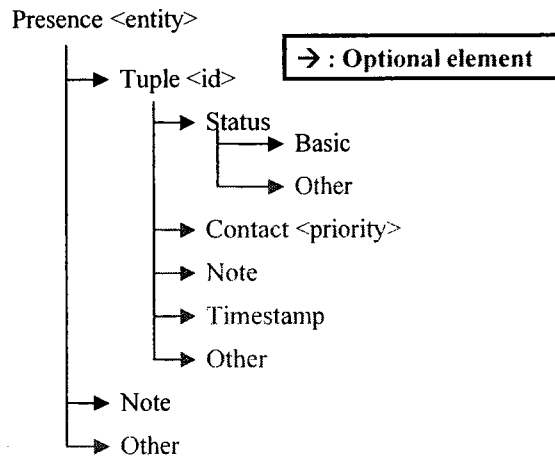 Presence <entity>
→ : Optional element
Tuple <id>
Status
Basic
Other
Contact <priority>
Note
Timestamp
Other
Note
Other